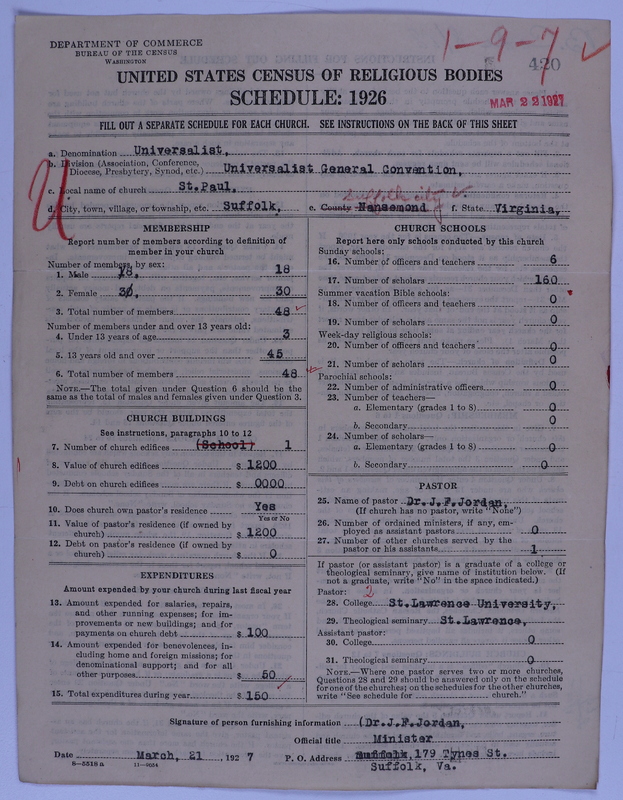 DEPARTMENT OF COMMERCE
BUREAU OF THE CENSUS
WASHINGTON
1-9-7 ✓
420
UNITED STATES CENSUS OF RELIGIOUS BODIES
SCHEDULE: 1926
MAR 22 1927
FILL OUT A SEPARATE SCHEDULE FOR EACH CHURCH. SEE INSTRUCTIONS ON THE BACK OF THIS SHEET
U
a. Denomination Universalist,
b. Division (Association, Conference, Diocese, Presbytery, Synod, etc.) Universalist General Convention,
c. Local name of church St.Paul,
Suffolk city ✓
d. City, town, village, or township, etc. Suffolk, e. County Nansemond f. State Virginia,
MEMBERSHIP
Report number of members according to definition of
member in your church
Number of members, by sex:
1. Male 18, 18
2. Female 30, 30
3. Total number of members 48 ✓
Number of members under and over 13 years old:
4. Under 13 years of age 3
5. 13 years old and over 45
6. Total number of members 48 ✓
NOTE.—The total given under Question 6 should be the
same as the total of males and females given under Question 3.
CHURCH BUILDINGS
See instructions, paragraphs 10 to 12
7. Number of church edifices (School) 1
8. Value of church edifices $ 1200
9. Debt on church edifices $ 0000
10. Does church own pastor's residence Yes
Yes or No
11. Value of pastor's residence (if owned by
church) $ 1200
12. Debt on pastor's residence (if owned by
church) $ 0
EXPENDITURES
Amount expended by your church during last fiscal year
13. Amount expended for salaries, repairs,
and other running expenses; for im-
provements or new buildings; and for
payments on church debt $ 100
14. Amount expended for benevolences, in-
cluding home and foreign missions; for
denominational support; and for all
other purposes $ 50
15. Total expenditures during year $ 150 ✓
CHURCH SCHOOLS
Report here only schools conducted by this church
Sunday schools:
16. Number of officers and teachers 6
17. Number of scholars 160
Summer vacation Bible schools:
18. Number of officers and teachers 0
19. Number of scholars 0
Week-day religious schools:
20. Number of officers and teachers 0
21. Number of scholars 0
Parochial schools:
22. Number of administrative officers 0
23. Number of teachers—
a. Elementary (grades 1 to 8) 0
b. Secondary 0
24. Number of scholars—
a. Elementary (grades 1 to 8) 0
b. Secondary 0
PASTOR
25. Name of pastor Dr.J.F.Jordan,
(If church has no pastor, write "None")
26. Number of ordained ministers, if any, em-
ployed as assistant pastors 0
27. Number of other churches served by the
pastor or his assistants 1
If pastor (or assistant pastor) is a graduate of a college or
theological seminary, give name of institution below. (If
not a graduate, write "No" in the space indicated.)
Pastor: 2
28. College St.Lawrence University,
29. Theological seminary St.Lawrence,
Assistant pastor:
30. College 0
31. Theological seminary 0
NOTE.—Where one pastor serves two or more churches,
Questions 28 and 29 should be answered only on the schedule
for one of the churches; on the schedules for the other churches,
write "See schedule for church."
Signature of person furnishing information (Dr.J.F.Jordan,
Official title Minister
Date March, 21, 1927 P. O. Address Suffolk, 179 Tynes St.
Suffolk, Va.
8—5518 a 11—9034